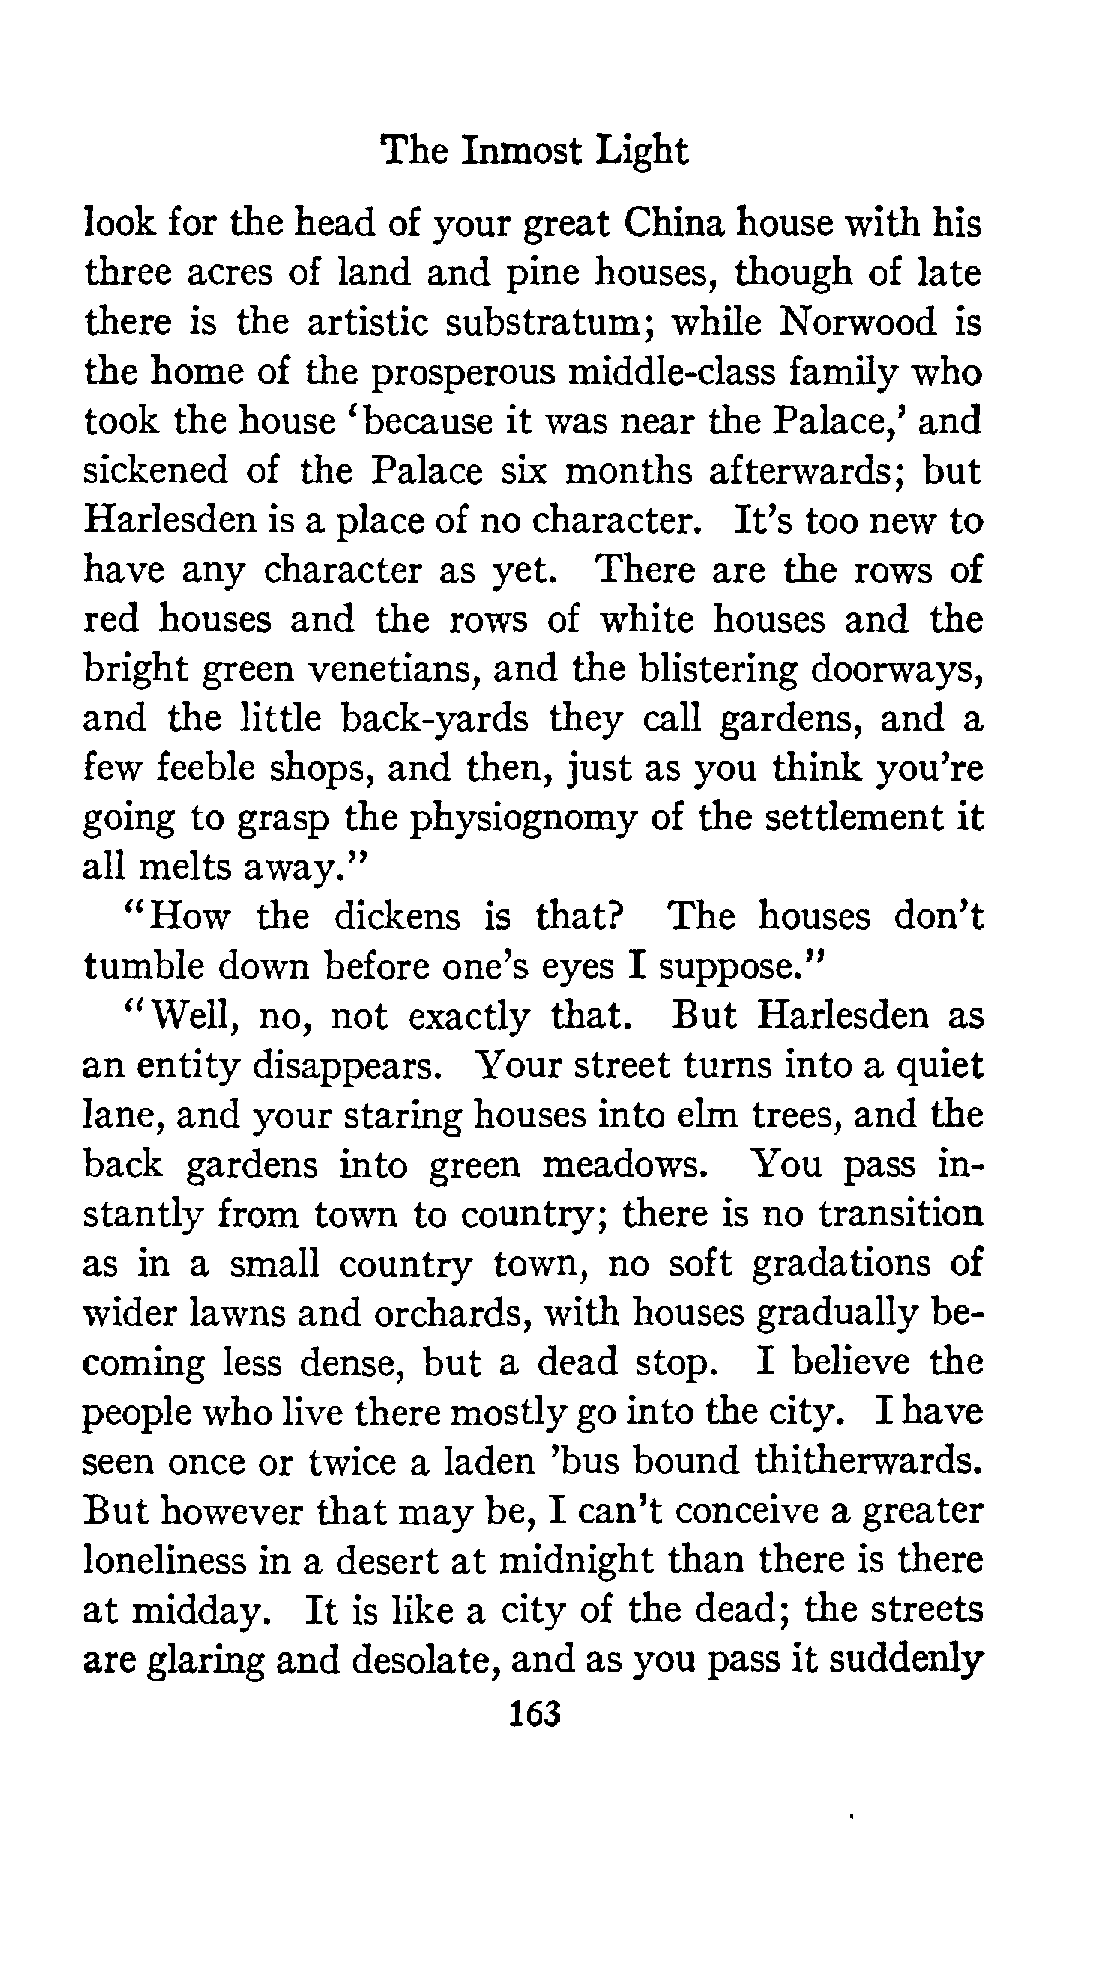 The Inmost Light
look for the head of your great China house with his
three acres of land and pine houses, though of late
there is the artistic substratum; while Norwood is
the home of the prosperous middle-class family who
took the house ‘because it was near the Palace,’ and
sickened of the Palace six months afterwards; but
Harlesden is a place of no character. It’s too new to
have any character as yet. There are the rows of
red houses and the rows of white houses and the
bright green venetians, and the blistering doorways,
and the little back-yards they call gardens, and a
few feeble shops, and then, just as you think you’re
going to grasp the physiognomy of the settlement it
all melts away.”
“How the dickens is that? The houses don’t
tumble down before one’s eyes I suppose.”
“Well, no, not exactly that. But Harlesden as
an entity disappears. Your street turns into a quiet
lane, and your staring houses into elm trees, and the
back gardens into green meadows. You pass in-
stantly from town to country; there is no transition
as in a small country town, no soft gradations of
wider lawns and orchards, with houses gradually be-
coming less dense, but a dead stop. I believe the
people who live there mostly go into the city. I have
seen once or twice a laden ’bus bound thitherwards.
But however that may be, I can’t conceive a greater
loneliness in a desert at midnight than there is there
at midday. It is like a city of the dead; the streets
are glaring and desolate, and as you pass it suddenly
163